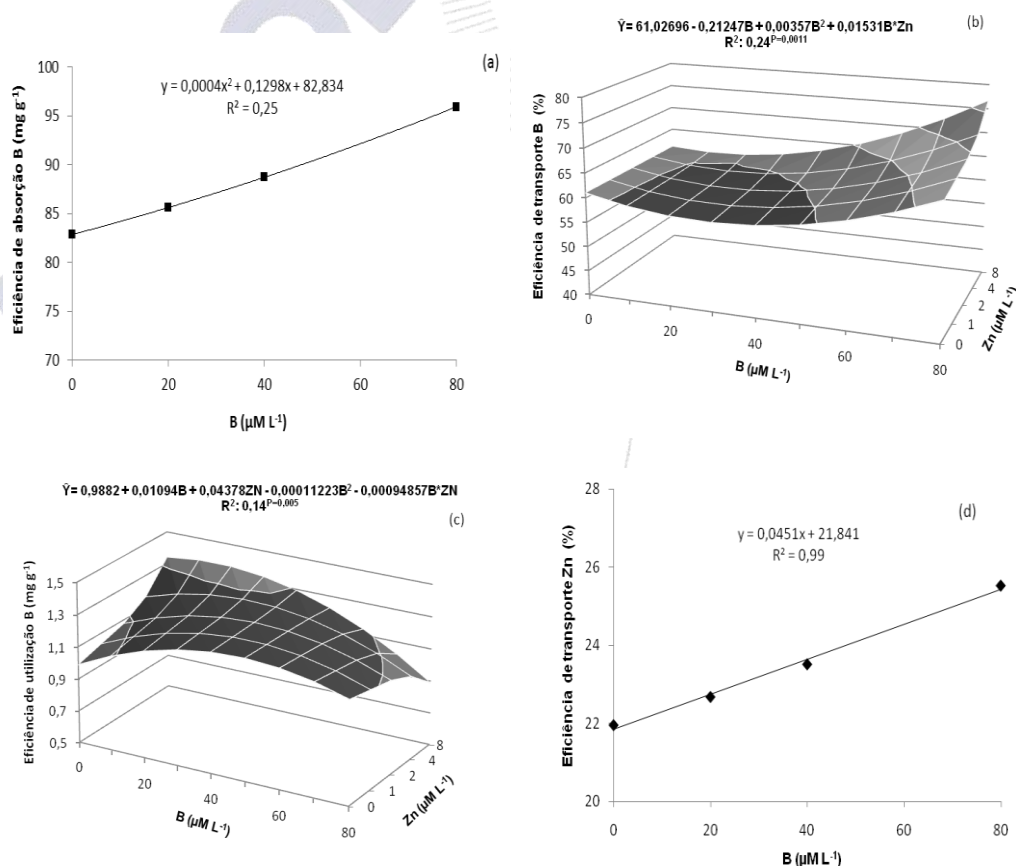 (a)
y = 0,0004x² + 0,1298x + 82,834
R² = 0,25
Eficiência de absorção B (mg g⁻¹)
100
95
90
85
80
75
70
0
20
40
60
80
B (µM L⁻¹)
(b)
Ŷ= 61,02696 - 0,21247B + 0,00357B² + 0,01531B*Zn
R²: 0,24ᴾ⁼⁰,⁰⁰¹¹
Eficiência de transporte B (%)
80
75
70
65
60
55
50
45
40
0
20
40
60
80
B (µM L⁻¹)
0
1
2
4
8
Zn (µM L⁻¹)
Ŷ= 0,9882 + 0,01094B + 0,04378ZN - 0,00011223B² - 0,00094857B*ZN
R²: 0,14ᴾ⁼⁰,⁰⁰⁵
(c)
Eficiência de utilização B (mg g⁻¹)
1,5
1,3
1,1
0,9
0,7
0,5
0
20
40
60
80
B (µM L⁻¹)
0
1
2
4
8
Zn (µM L⁻¹)
(d)
y = 0,0451x + 21,841
R² = 0,99
Eficiência de transporte Zn (%)
28
26
24
22
20
0
20
40
60
80
B (µM L⁻¹)